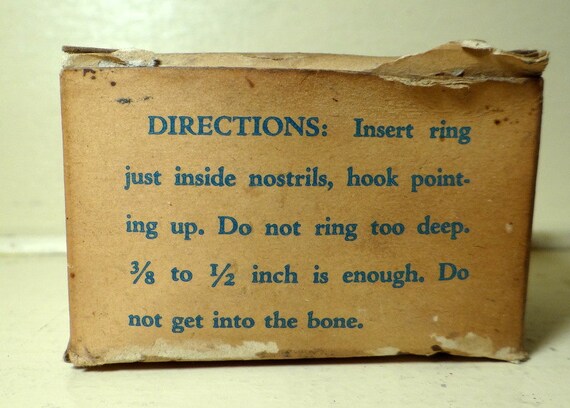 DIRECTIONS: Insert ring
just inside nostrils, hook point-
ing up. Do not ring too deep.
3/8 to 1/2 inch is enough. Do
not get into the bone.